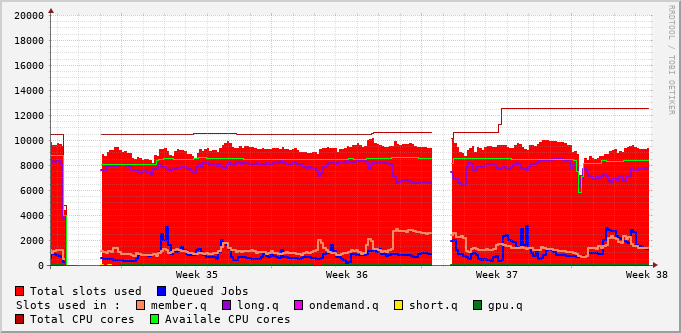 20000
18000
16000
14000
12000
10000
8000
6000
4000
2000
0
Week 35 Week 36 Week 37 Week 38
RRDTOOL / TOBI OETIKER
Total slots used Queued Jobs
Slots used in : member.q long.q ondemand.q short.q gpu.q
Total CPU cores Availale CPU cores